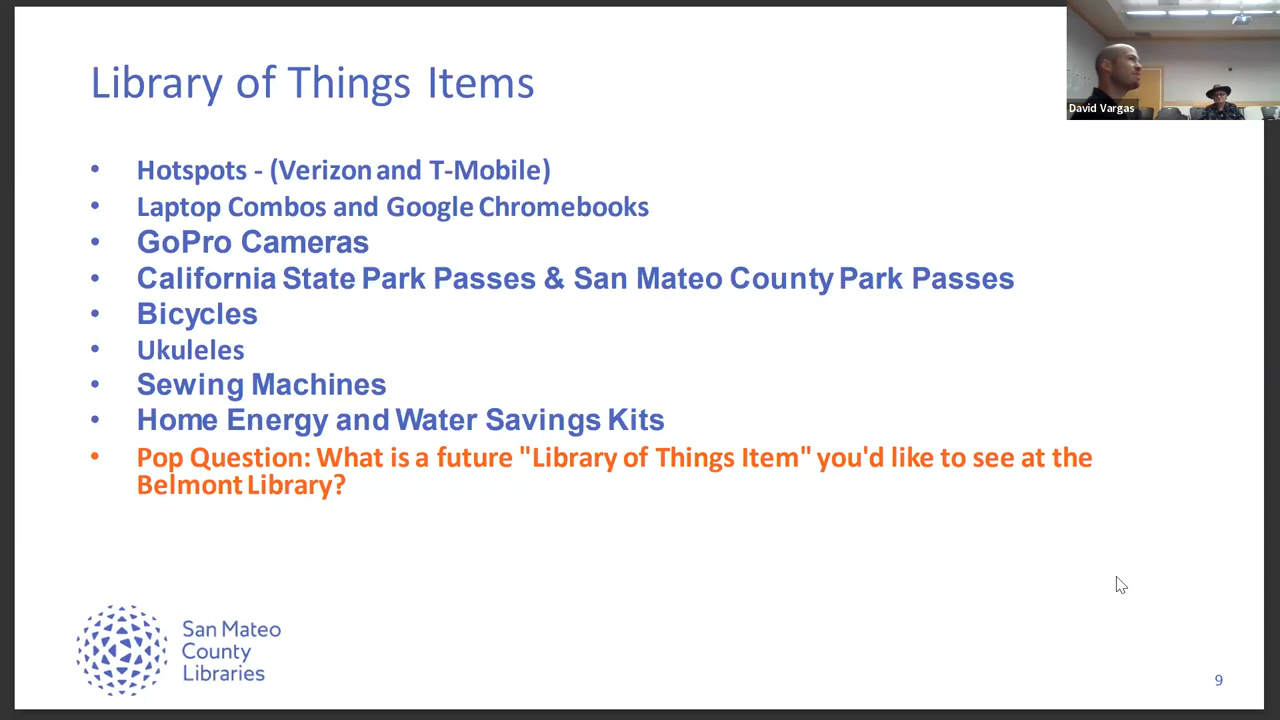 Library of Things Items
David Vargas
• Hotspots - (Verizon and T-Mobile)
• Laptop Combos and Google Chromebooks
• GoPro Cameras
• California State Park Passes & San Mateo County Park Passes
• Bicycles
• Ukuleles
• Sewing Machines
• Home Energy and Water Savings Kits
• Pop Question: What is a future "Library of Things Item" you'd like to see at the
Belmont Library?
San Mateo
County
Libraries
9